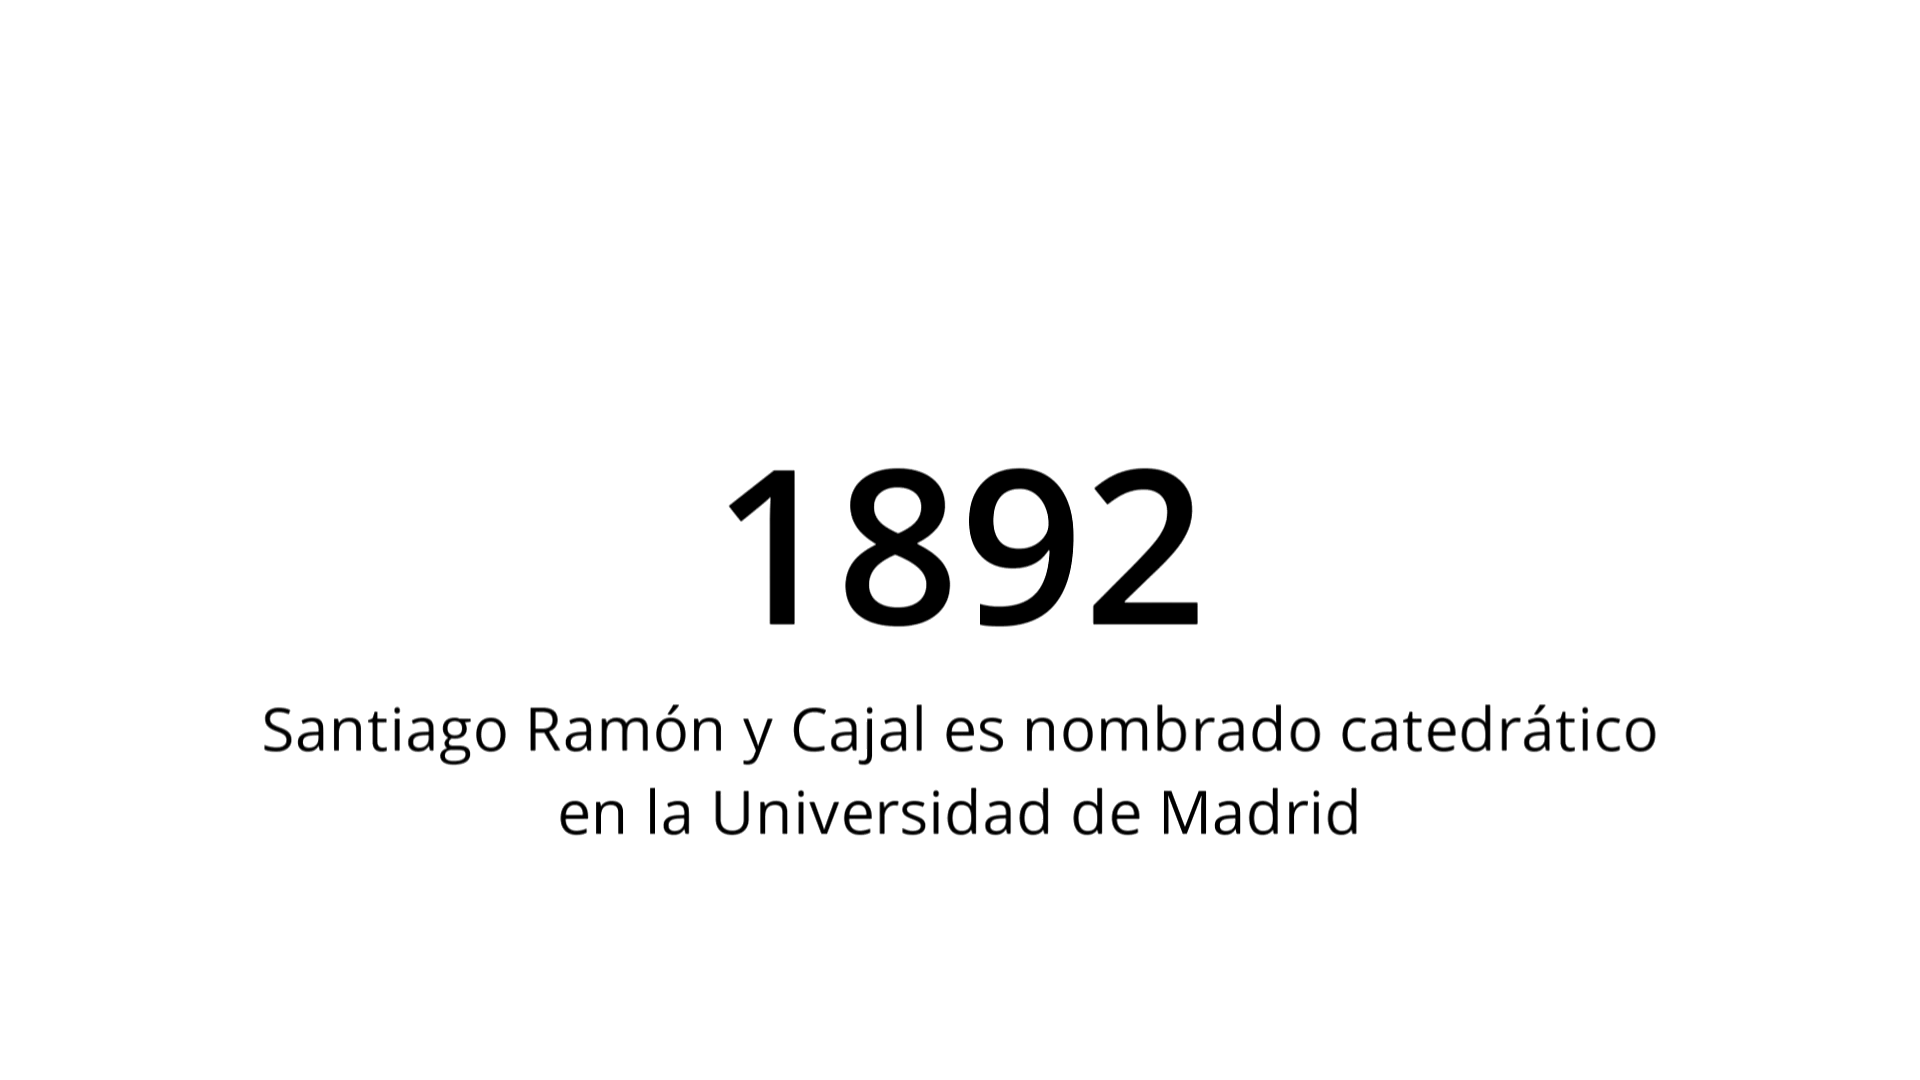 1892
Santiago Ramón y Cajal es nombrado catedrático
en la Universidad de Madrid